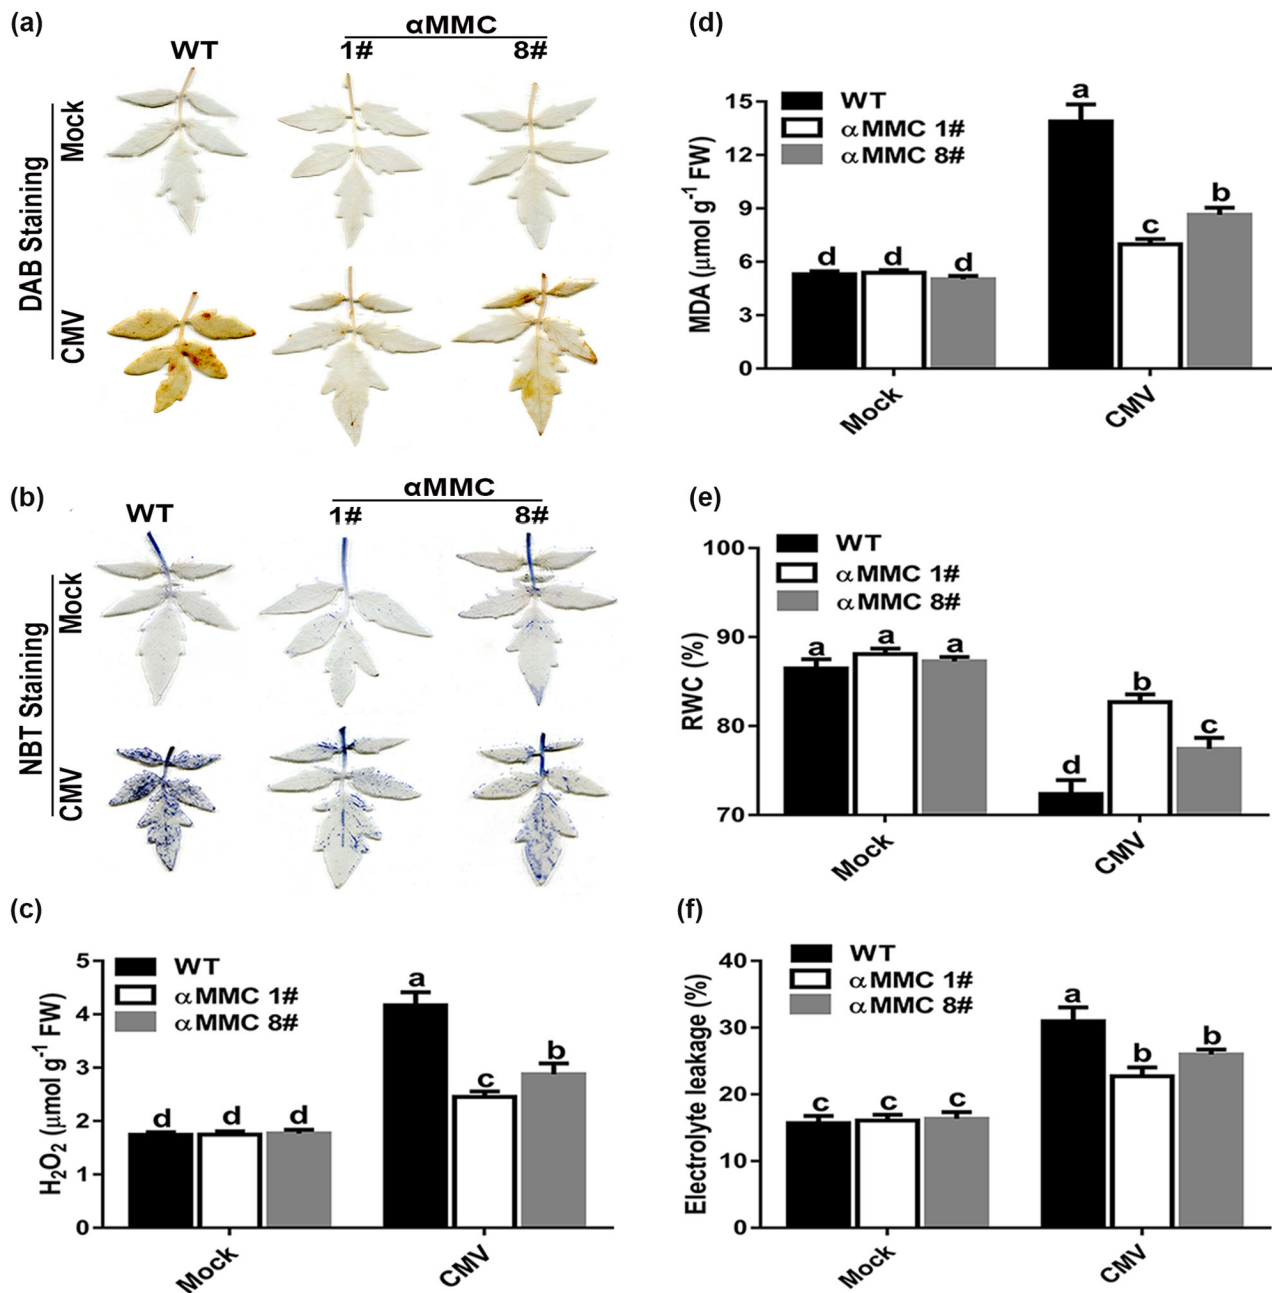 (a)
αMMC
WT 1# 8#
DAB Staining
Mock
CMV
(b)
αMMC
WT 1# 8#
NBT Staining
Mock
CMV
(c)
H₂O₂ (μmol g⁻¹ FW)
5
4
3
2
1
0
WT
αMMC 1#
αMMC 8#
d d d
a c b
Mock CMV
(d)
MDA (μmol g⁻¹ FW)
15
12
9
6
3
0
WT
αMMC 1#
αMMC 8#
d d d
a c b
Mock CMV
(e)
RWC (%)
100
90
80
70
WT
αMMC 1#
αMMC 8#
a a a
d b c
Mock CMV
(f)
Electrolyte leakage (%)
40
30
20
10
0
WT
αMMC 1#
αMMC 8#
c c c
a b b
Mock CMV